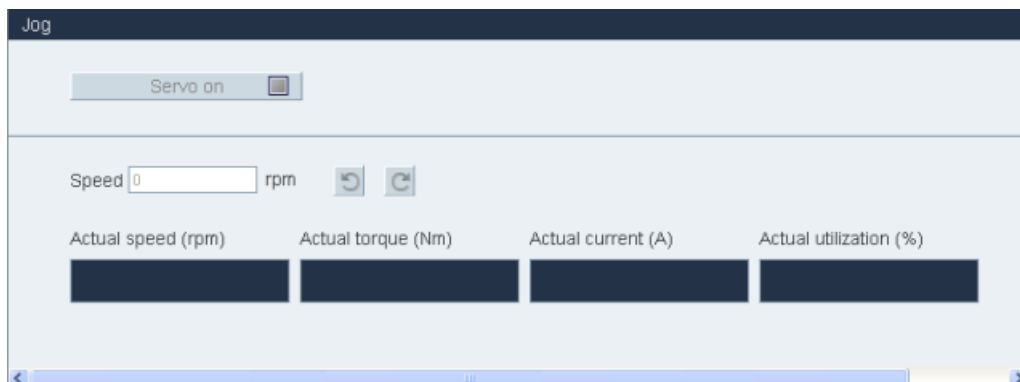 Jog
Servo on
Speed 0 rpm
Actual speed (rpm) Actual torque (Nm) Actual current (A) Actual utilization (%)